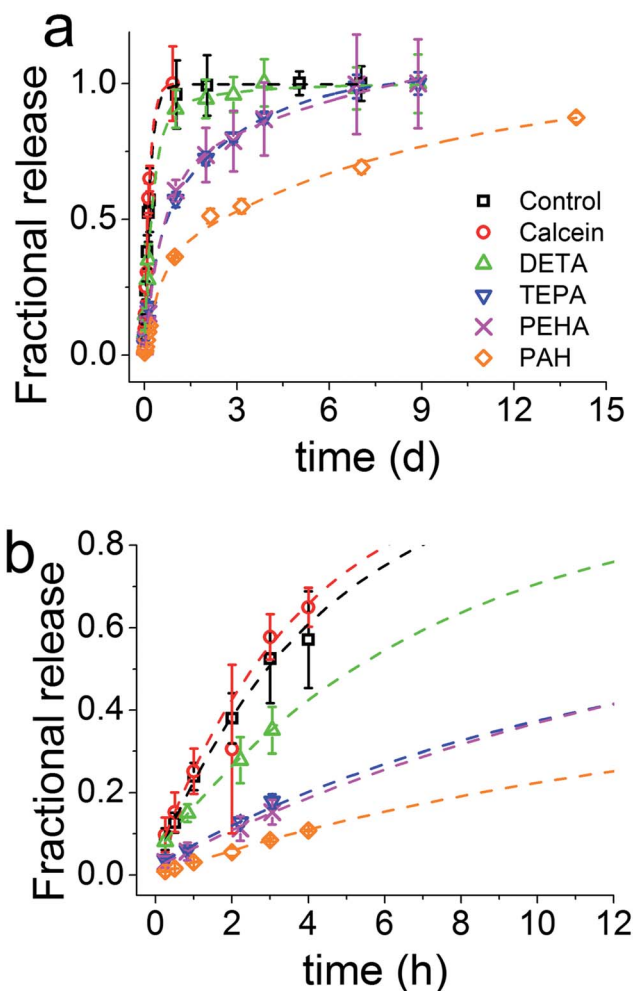 a
Fractional release
1.0
0.5
0.0
Control
Calcein
DETA
TEPA
PEHA
PAH
0 3 6 9 12 15
time (d)
b
Fractional release
0.8
0.6
0.4
0.2
0.0
0 2 4 6 8 10 12
time (h)